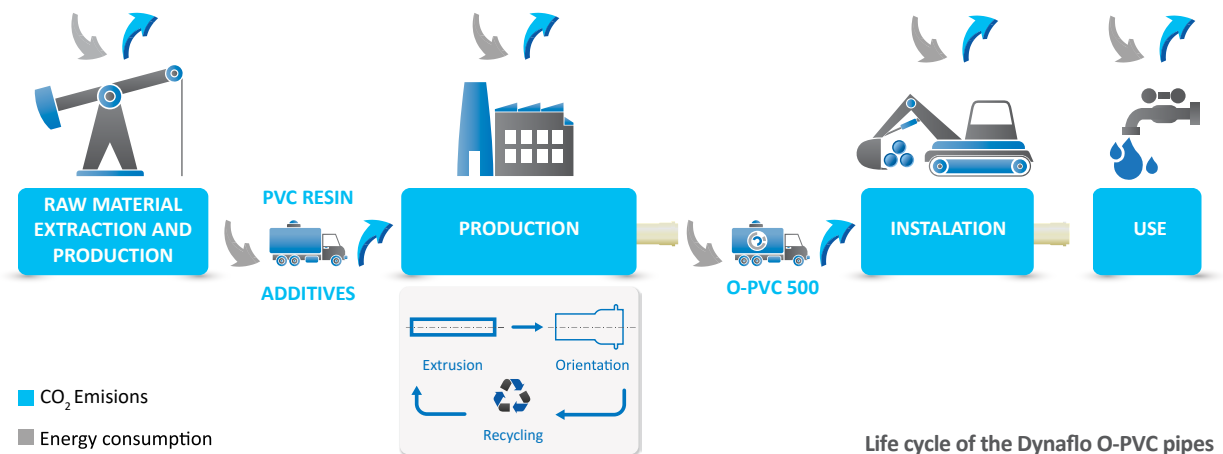 RAW MATERIAL
EXTRACTION AND
PRODUCTION
PVC RESIN
ADDITIVES
PRODUCTION
O-PVC 500
INSTALATION
USE
Extrusion
Orientation
Recycling
CO₂ Emisions
Energy consumption
Life cycle of the Dynaflo O-PVC pipes